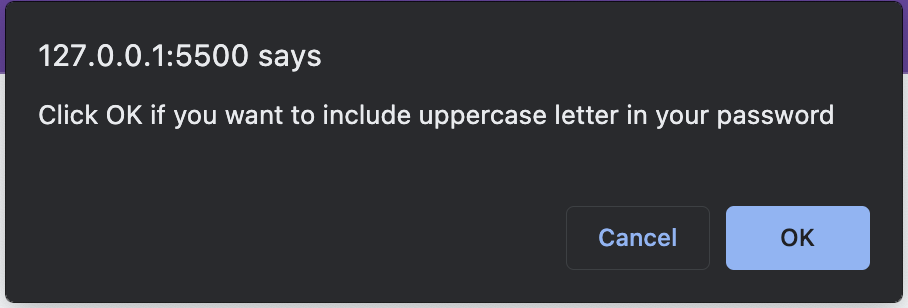 127.0.0.1:5500 says
Click OK if you want to include uppercase letter in your password
Cancel
OK